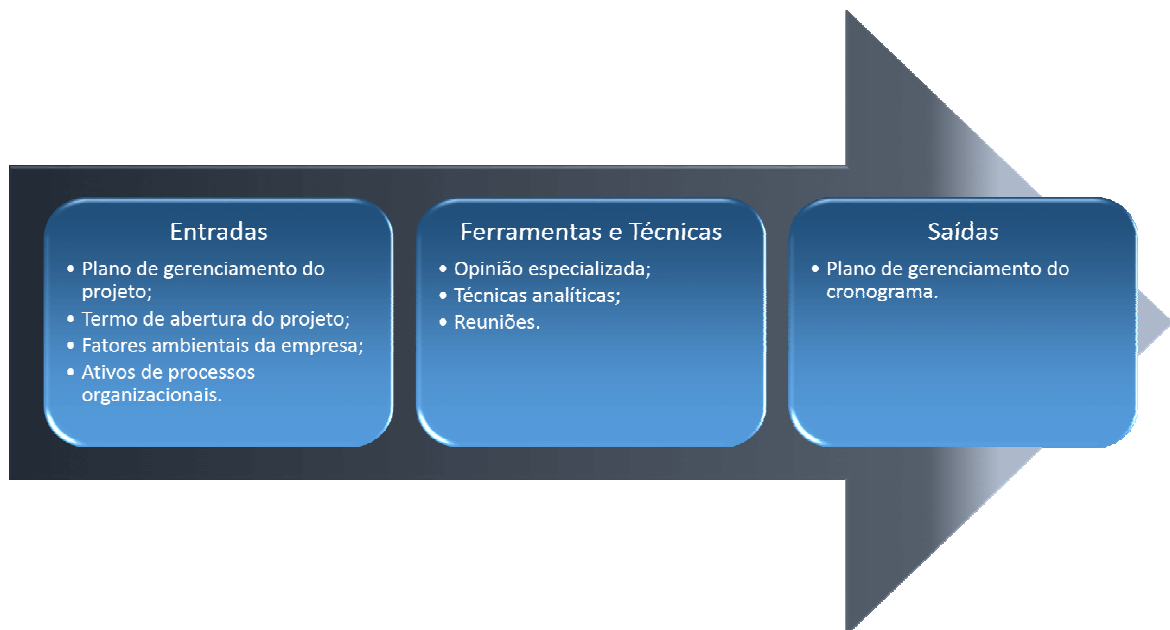 Entradas
• Plano de gerenciamento do
projeto;
• Termo de abertura do projeto;
• Fatores ambientais da empresa;
• Ativos de processos
organizacionais.
Ferramentas e Técnicas
• Opinião especializada;
• Técnicas analíticas;
• Reuniões.
Saídas
• Plano de gerenciamento do
cronograma.